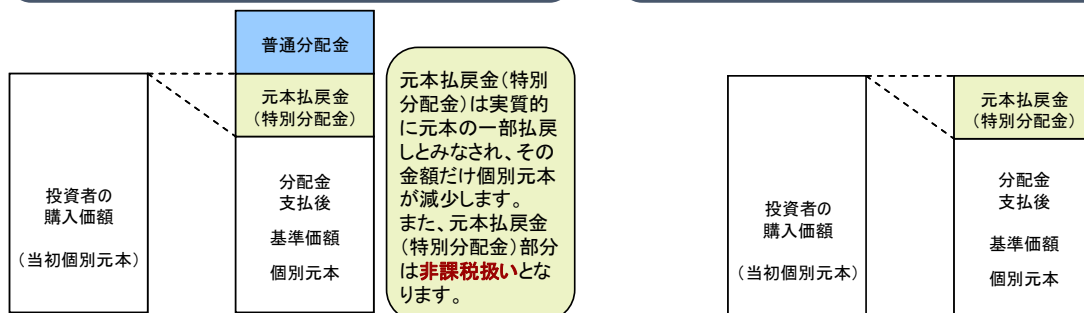 普通分配金
元本払戻金
(特別分配金)
投資者の
購入価額
(当初個別元本)
分配金
支払後
基準価額
個別元本
元本払戻金(特別
分配金)は実質的
に元本の一部払戻
しとみなされ、その
金額だけ個別元本
が減少します。
また、元本払戻金
(特別分配金)部分
は非課税扱いとな
ります。
投資者の
購入価額
(当初個別元本)
元本払戻金
(特別分配金)
分配金
支払後
基準価額
個別元本